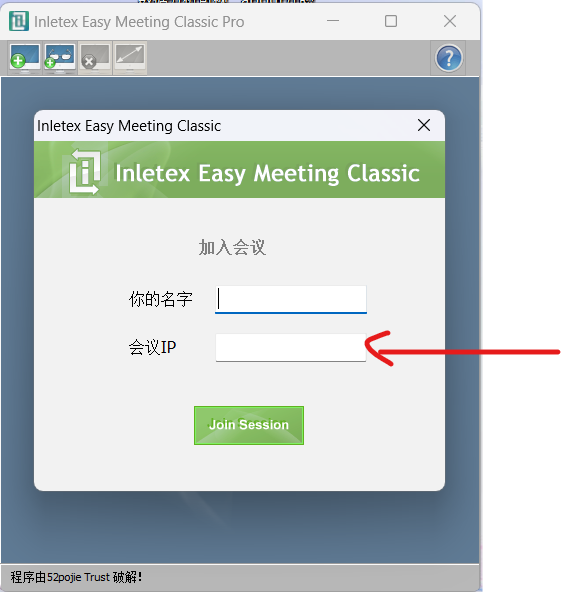 Inletex Easy Meeting Classic Pro
Inletex Easy Meeting Classic
Inletex Easy Meeting Classic
加入会议
你的名字
会议IP
Join Session
程序由52pojie Trust 破解!